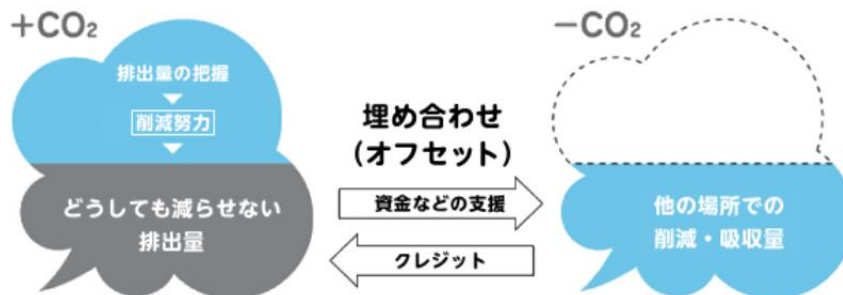 +CO₂
排出量の把握
削減努力
どうしても減らせない
排出量
埋め合わせ
(オフセット)
資金などの支援
クレジット
-CO₂
他の場所での
削減・吸収量